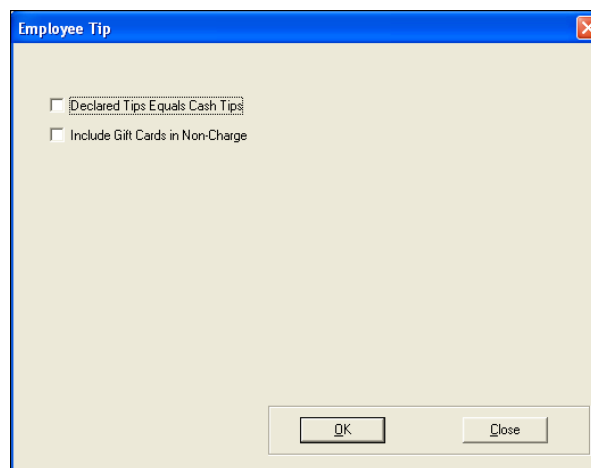 Employee Tip
Declared Tips Equals Cash Tips
Include Gift Cards in Non-Charge
OK
Close